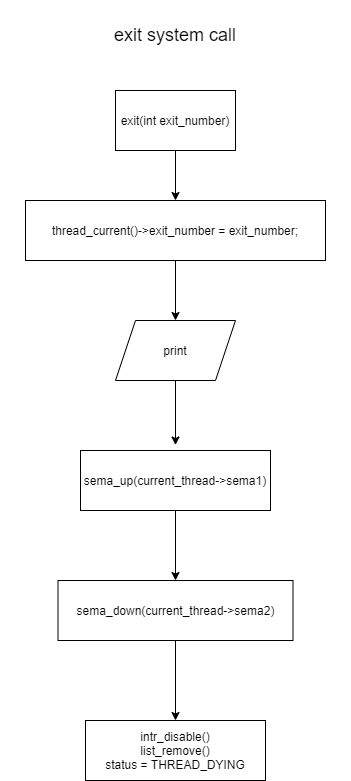 exit system call
exit(int exit_number)
thread_current()->exit_number = exit_number;
print
sema_up(current_thread->sema1)
sema_down(current_thread->sema2)
intr_disable()
list_remove()
status = THREAD_DYING